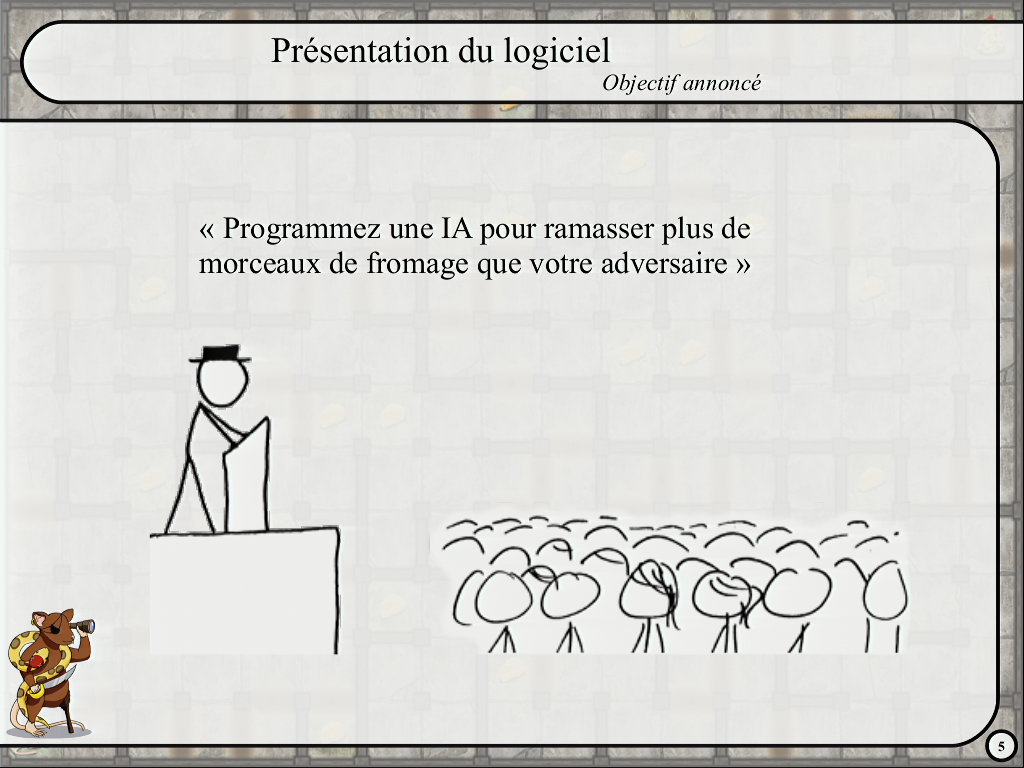 Présentation du logiciel
Objectif annoncé
« Programmez une IA pour ramasser plus de
morceaux de fromage que votre adversaire »
5